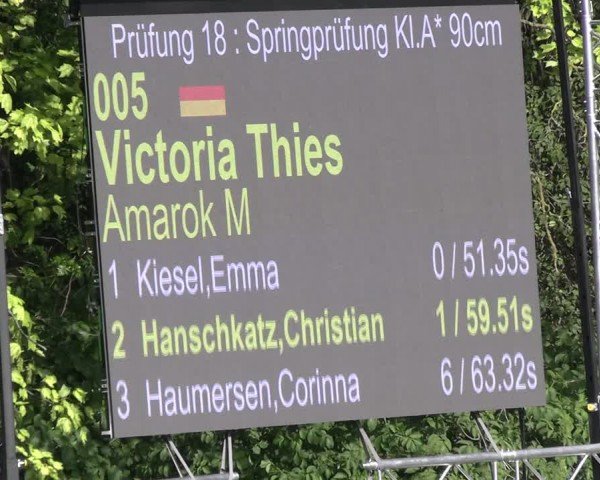 Prüfung 18 : Springprüfung Kl.A* 90cm
005
Victoria Thies
Amarok M
1 Kiesel,Emma 0 / 51.35s
2 Hanschkatz,Christian 1 / 59.51s
3 Haumersen,Corinna 6 / 63.32s